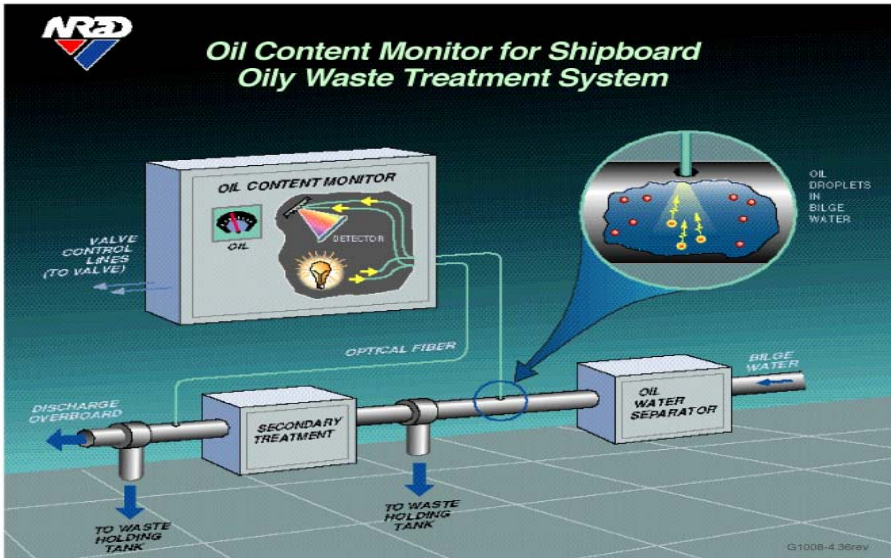 NRaD
Oil Content Monitor for Shipboard
Oily Waste Treatment System
OIL CONTENT MONITOR
OIL
DETECTOR
VALVE
CONTROL
LINES
(TO VALVE)
OIL
DROPLETS
IN
BILGE
WATER
OPTICAL FIBER
BILGE
WATER
OIL
WATER
SEPARATOR
DISCHARGE
OVERBOARD
SECONDARY
TREATMENT
TO WASTE
HOLDING
TANK
TO WASTE
HOLDING
TANK
G1008-4.36rev